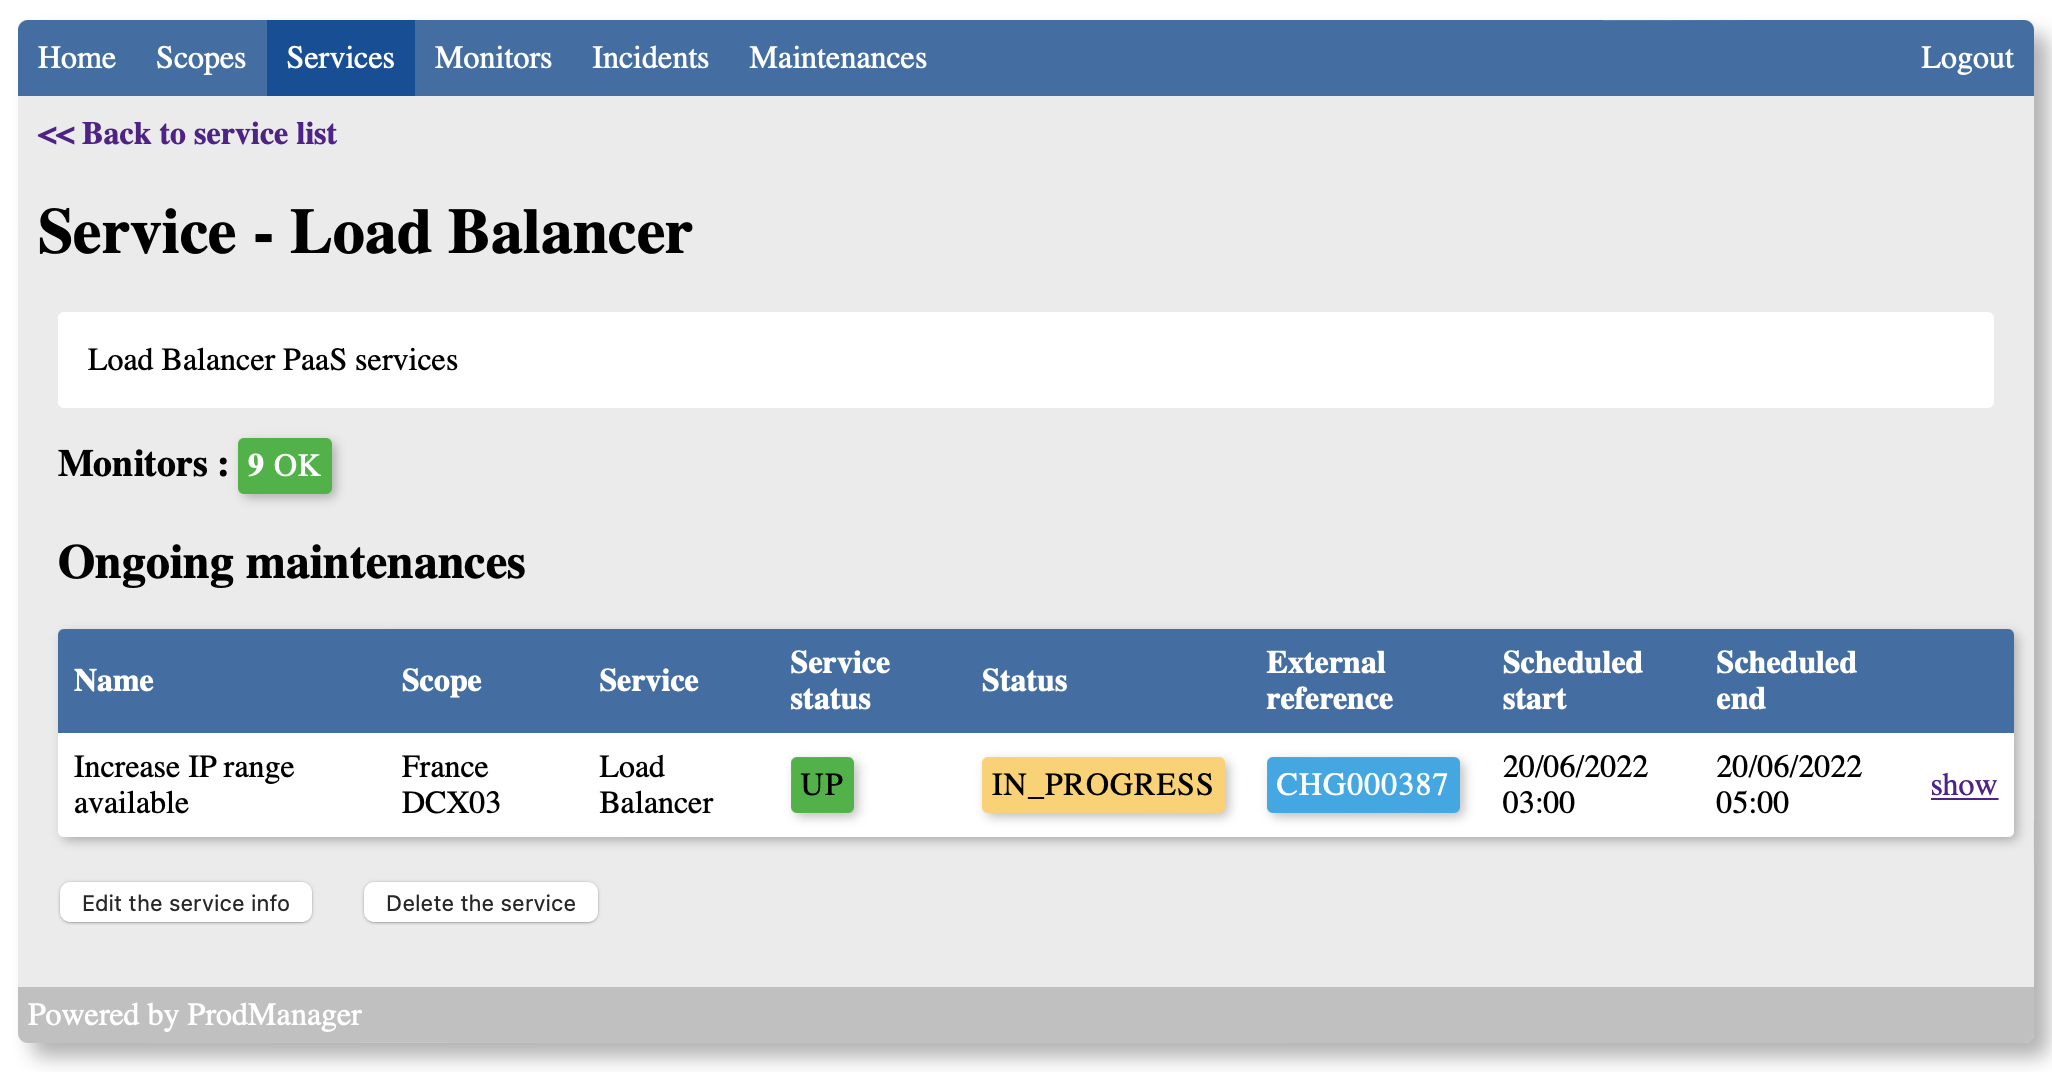 Home Scopes Services Monitors Incidents Maintenances Logout
<< Back to service list
Service - Load Balancer
Load Balancer PaaS services
Monitors : 9 OK
Ongoing maintenances
Name Scope Service Service status Status External reference Scheduled start Scheduled end
Increase IP range available France DCX03 Load Balancer UP IN_PROGRESS CHG000387 20/06/2022 03:00 20/06/2022 05:00 show
Edit the service info Delete the service
Powered by ProdManager